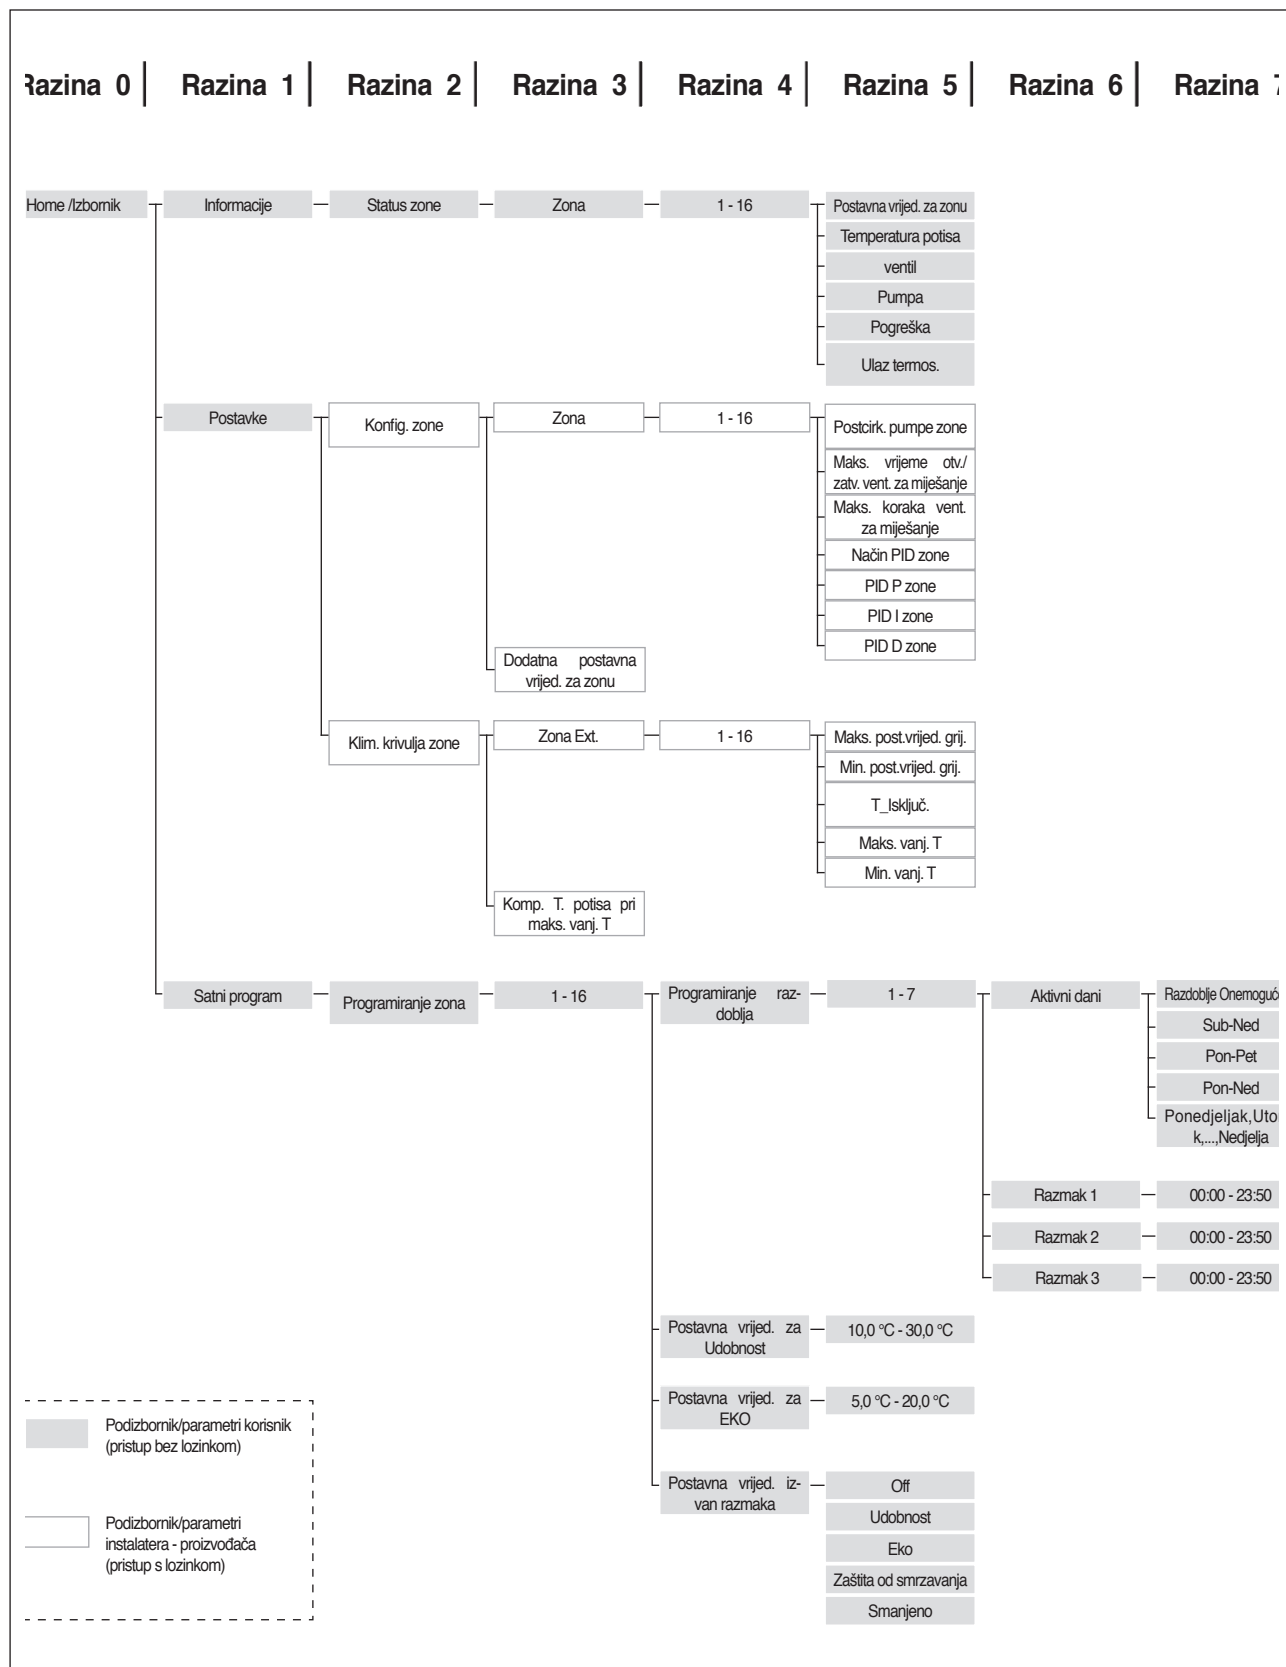 Razina 0 Razina 1 Razina 2 Razina 3 Razina 4 Razina 5 Razina 6 Razina 7
Home /Izbornik Informacije Status zone Zona 1 - 16 Postavna vrijed. za zonu
Temperatura potisa
ventil
Pumpa
Pogreška
Ulaz termos.
Postavke Konfig. zone Zona 1 - 16 Postcirk. pumpe zone
Maks. vrijeme otv./
zatv. vent. za miješanje
Maks. koraka vent.
za miješanje
Način PID zone
PID P zone
PID I zone
PID D zone
Dodatna postavna
vrijed. za zonu
Klim. krivulja zone Zona Ext. 1 - 16 Maks. post.vrijed. grij.
Min. post.vrijed. grij.
T_Isključ.
Maks. vanj. T
Min. vanj. T
Komp. T. potisa pri
maks. vanj. T
Satni program Programiranje zona 1 - 16 Programiranje raz-
doblja 1 - 7 Aktivni dani Razdoblje Onemoguće
Sub-Ned
Pon-Pet
Pon-Ned
Ponedjeljak,Uto
k,...,Nedjelja
Razmak 1 00:00 - 23:50
Razmak 2 00:00 - 23:50
Razmak 3 00:00 - 23:50
Postavna vrijed. za
Udobnost 10,0 °C - 30,0 °C
Postavna vrijed. za
EKO 5,0 °C - 20,0 °C
Postavna vrijed. iz-
van razmaka Off
Udobnost
Eko
Zaštita od smrzavanja
Smanjeno
Podizbornik/parametri korisnik
(pristup bez lozinkom)
Podizbornik/parametri
instalatera - proizvođača
(pristup s lozinkom)